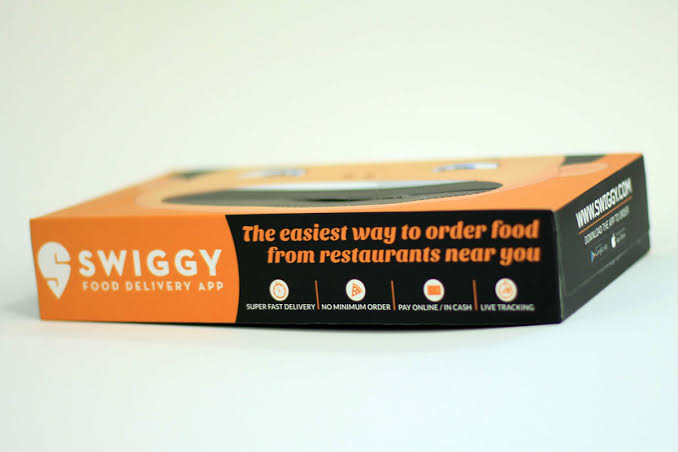 SWIGGY
FOOD DELIVERY APP
The easiest way to order food
from restaurants near you
SUPER FAST DELIVERY
NO MINIMUM ORDER
PAY ONLINE / IN CASH
LIVE TRACKING
WWW.SWIGGY.COM
DOWNLOAD THE APP TO ORDER